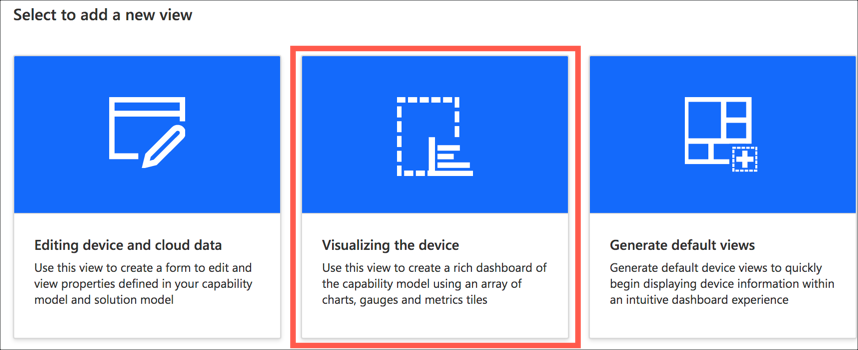 Select to add a new view
Editing device and cloud data
Use this view to create a form to edit and
view properties defined in your capability
model and solution model
Visualizing the device
Use this view to create a rich dashboard of
the capability model using an array of
charts, gauges and metrics tiles
Generate default views
Generate default device views to quickly
begin displaying device information within
an intuitive dashboard experience